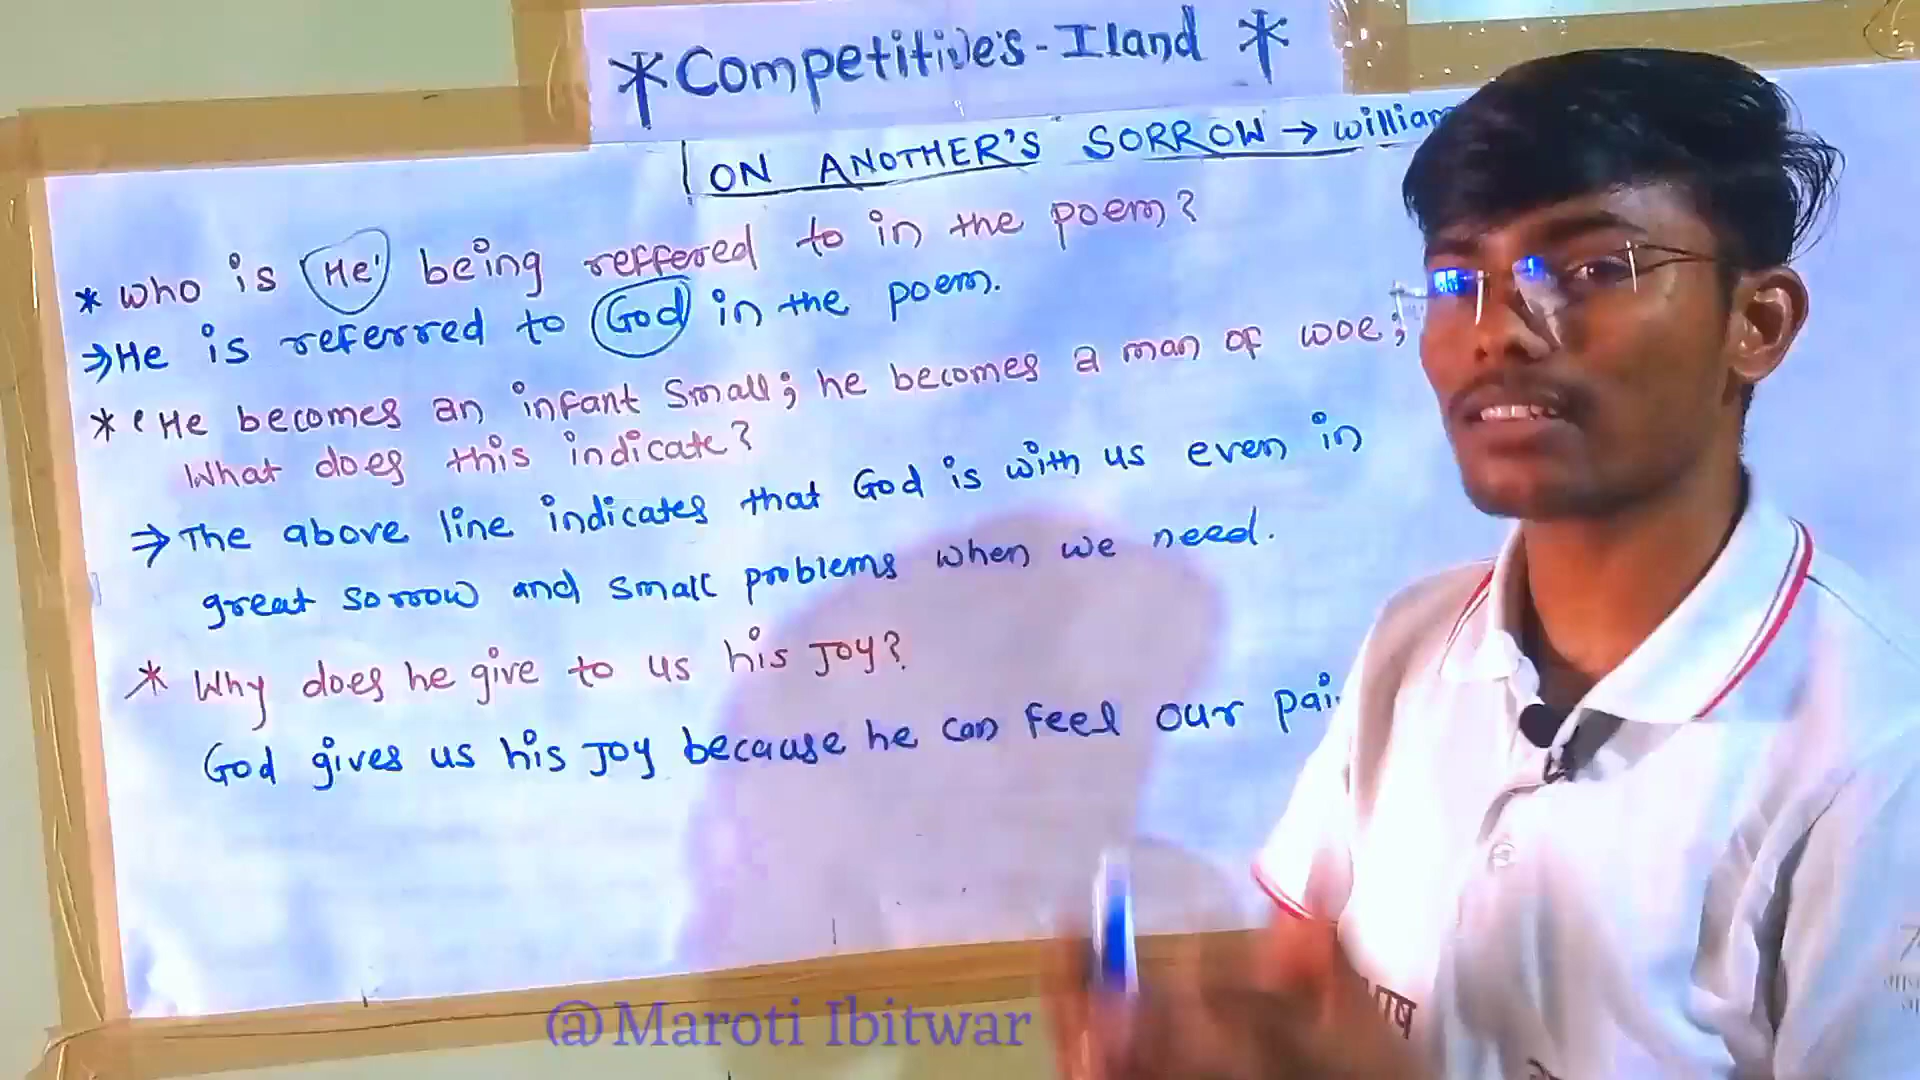 *Competitive's-Iland *
ON ANOTHER'S SORROW → William
* Who is 'He' being reffered to in the poem?
⇒ He is referred to God in the poem.
* 'He becomes an infant small; he becomes a man of woe;
What does this indicate?
⇒ The above line indicates that God is with us even in
great sorrow and small problems when we need.
* Why does he give to us his Joy?
God gives us his Joy because he can feel our pai
@Maroti Ibitwar